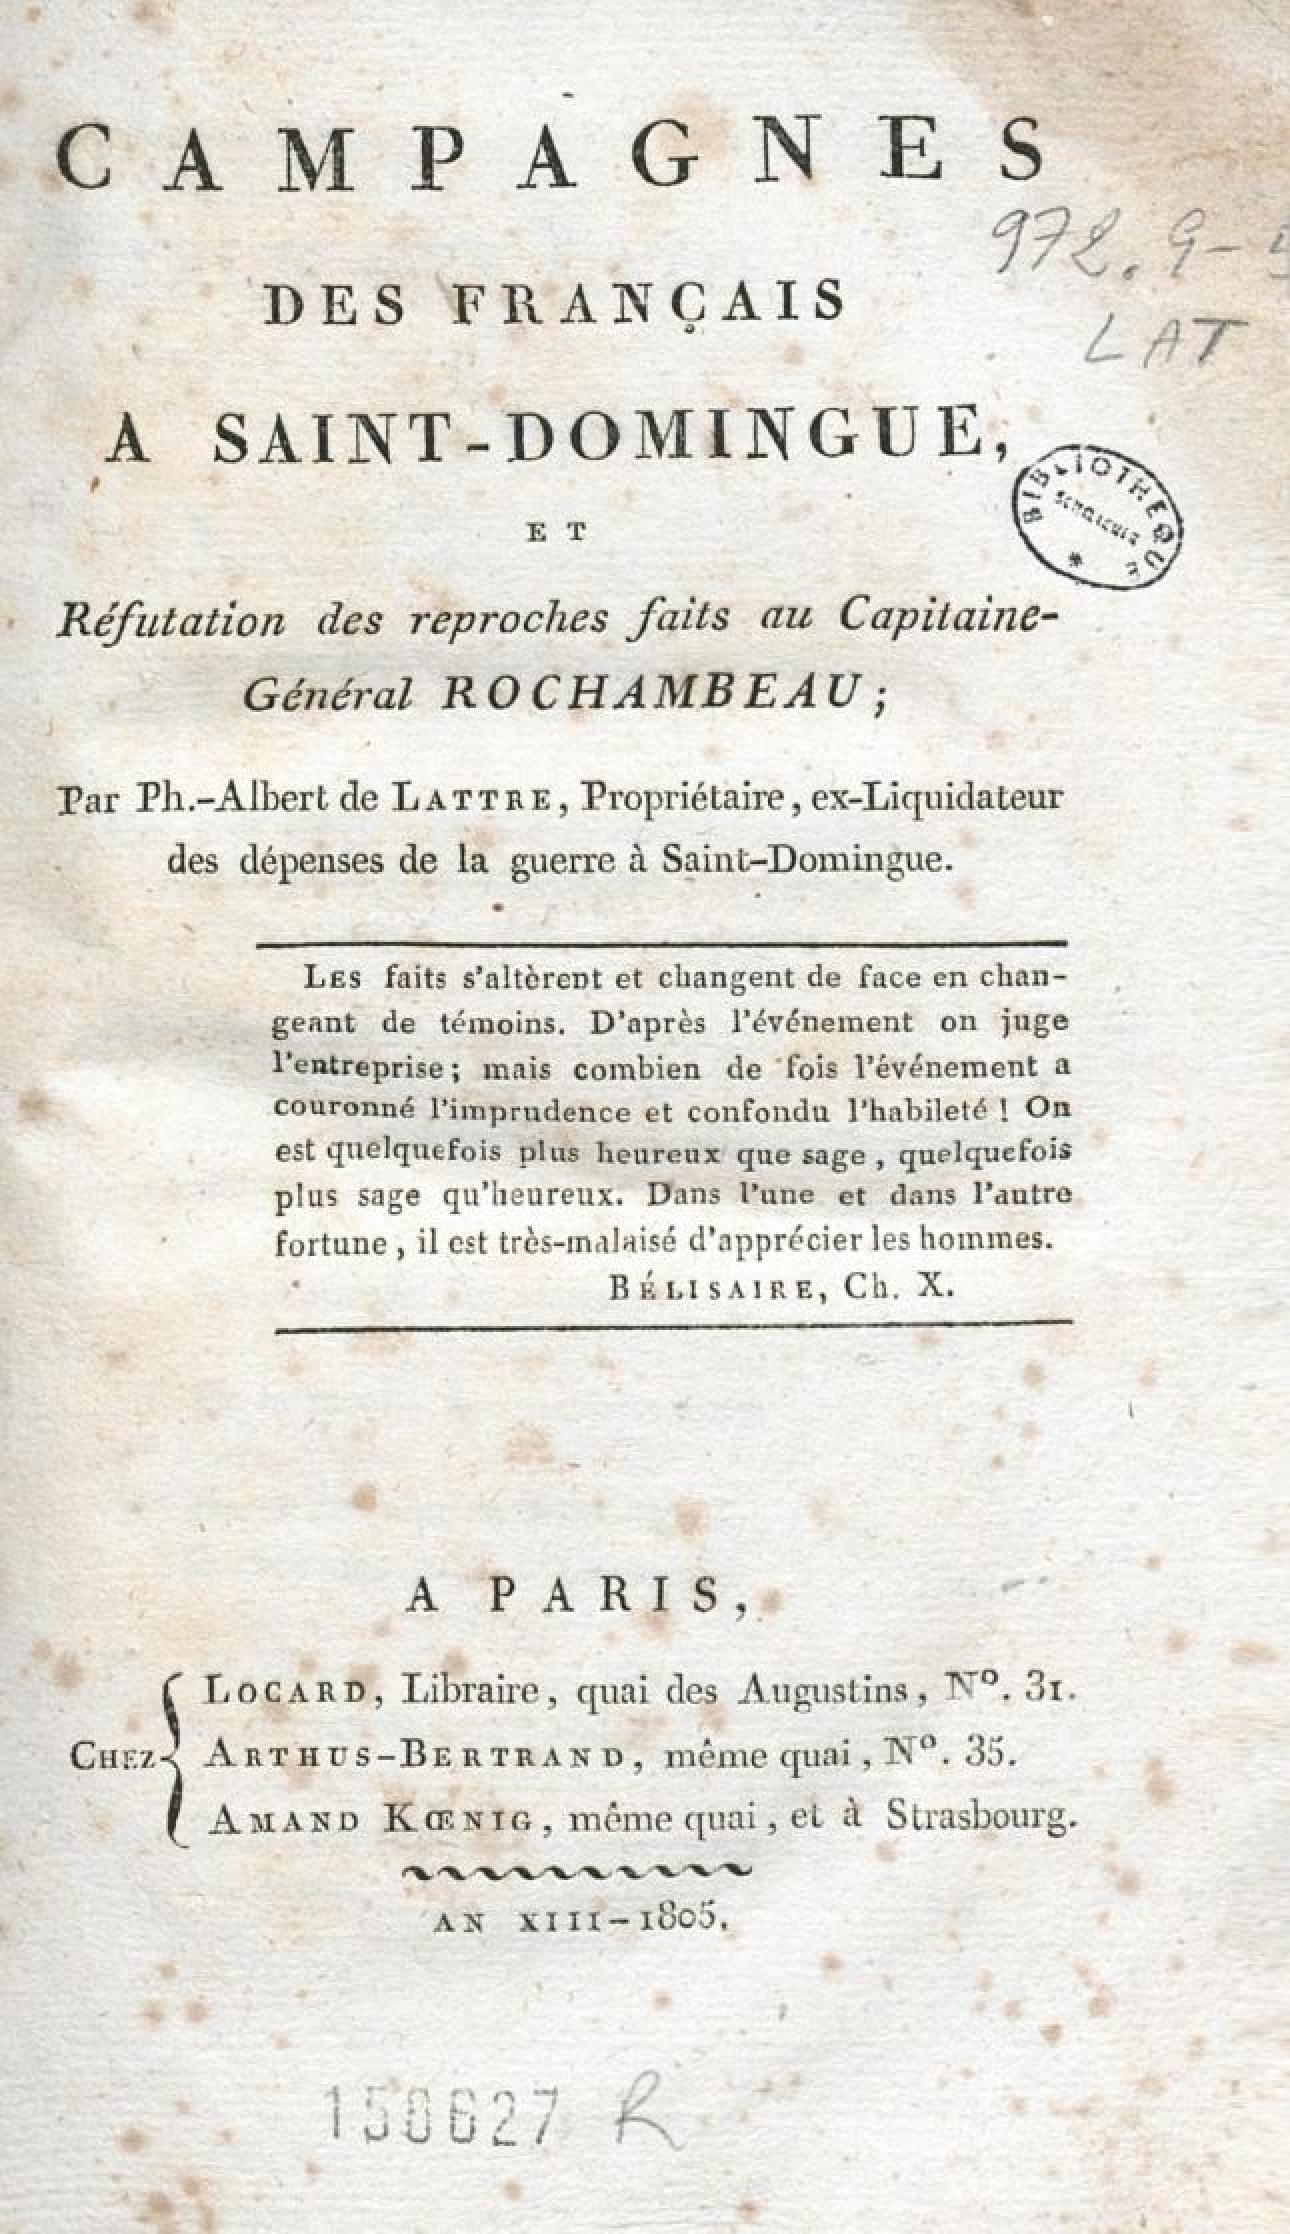 CAMPAGNES
DES FRANÇAIS
A SAINT-DOMINGUE,
ET
Réfutation des reproches faits au Capitaine-
Général ROCHAMBEAU ;
Par Ph.-Albert de LATTRE, Propriétaire, ex-Liquidateur
des dépenses de la guerre à Saint-Domingue.
LES faits s'altèrent et changent de face en chan-
geant de témoins. D'après l'événement on juge
l'entreprise ; mais combien de fois l'événement a
couronné l'imprudence et confondu l'habileté ! On
est quelquefois plus heureux que sage , quelquefois
plus sage qu'heureux. Dans l'une et dans l'autre
fortune , il est très-malaisé d'apprécier les hommes.
BÉLISAIRE, Ch. X.
A PARIS,
CHEZ
LOCARD, Libraire, quai des Augustins, Nº. 31.
ARTHUS-BERTRAND, même quai, Nº. 35.
AMAND KŒNIG, même quai, et à Strasbourg.
AN XIII-1805.
972.9-
LAT
BIBLIOTHEQUE
SCHOELCHER
150627 R